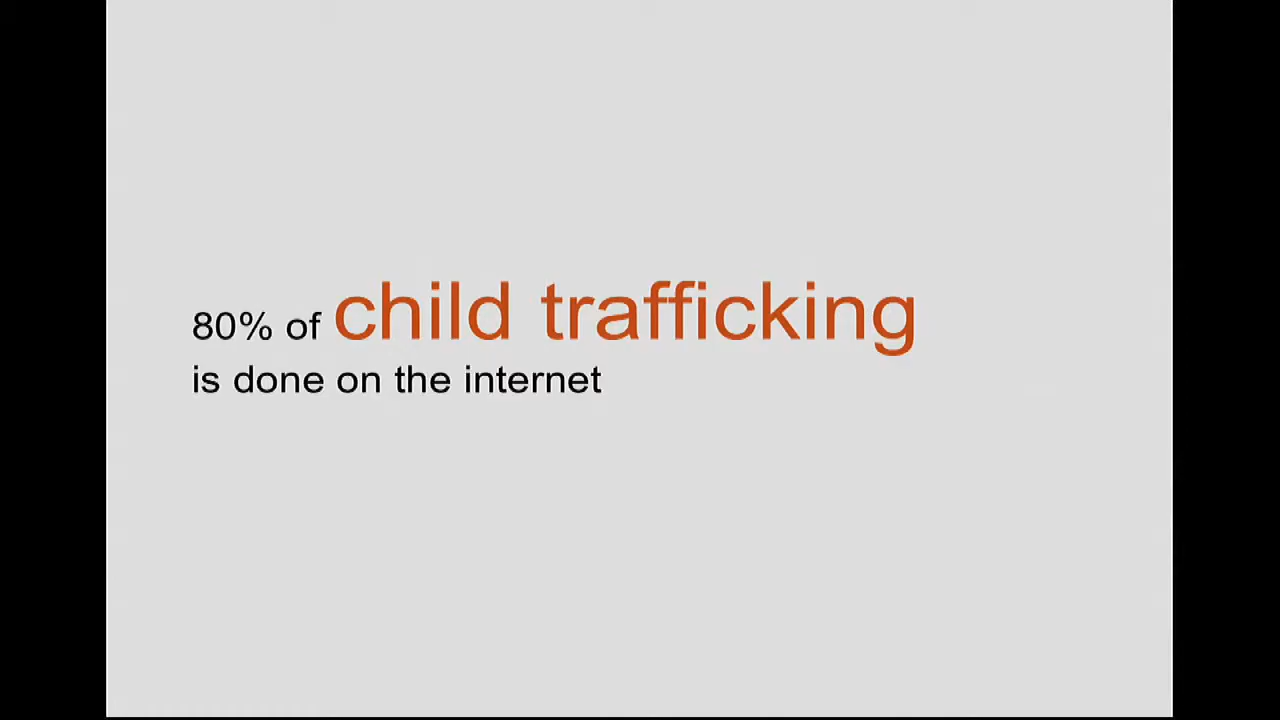 80% of child trafficking
is done on the internet